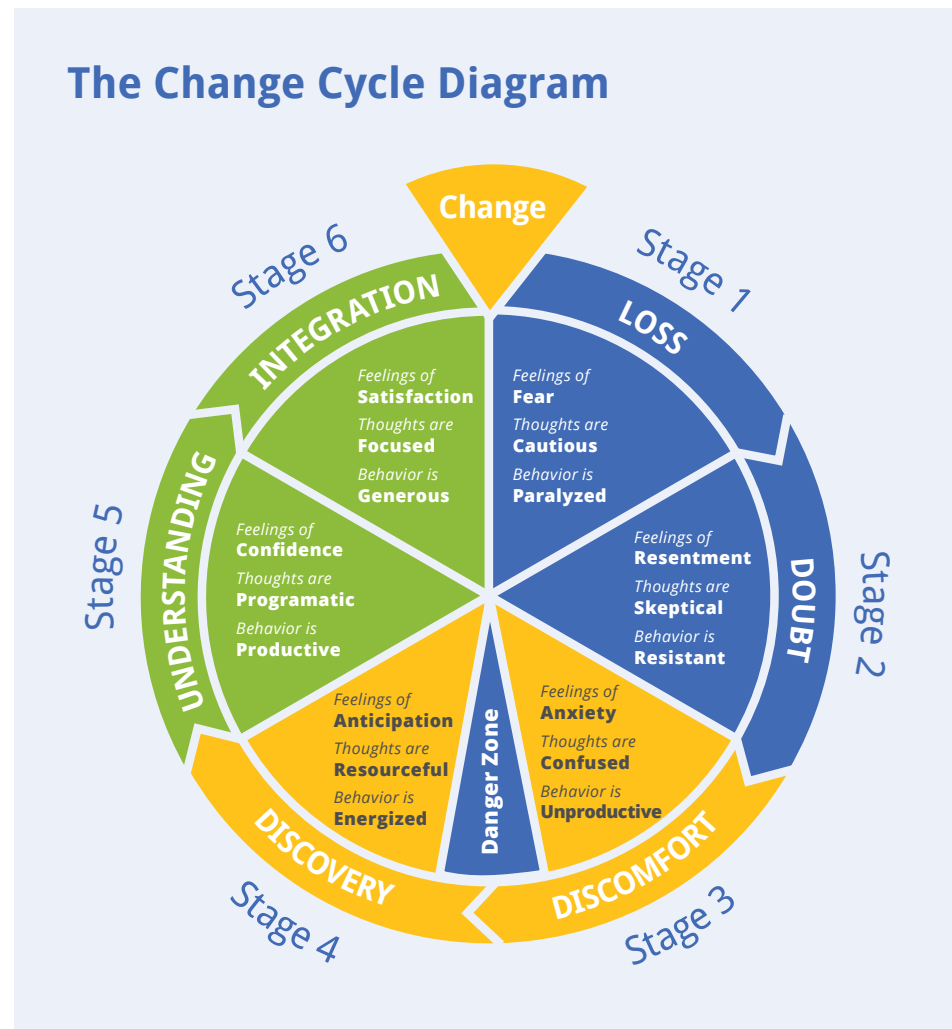 The Change Cycle Diagram
Change
Stage 1
LOSS
Feelings of
Fear
Thoughts are
Cautious
Behavior is
Paralyzed
Stage 2
DOUBT
Feelings of
Resentment
Thoughts are
Skeptical
Behavior is
Resistant
Stage 3
DISCOMFORT
Feelings of
Anxiety
Thoughts are
Confused
Behavior is
Unproductive
Danger Zone
Stage 4
DISCOVERY
Feelings of
Anticipation
Thoughts are
Resourceful
Behavior is
Energized
Stage 5
UNDERSTANDING
Feelings of
Confidence
Thoughts are
Programatic
Behavior is
Productive
Stage 6
INTEGRATION
Feelings of
Satisfaction
Thoughts are
Focused
Behavior is
Generous